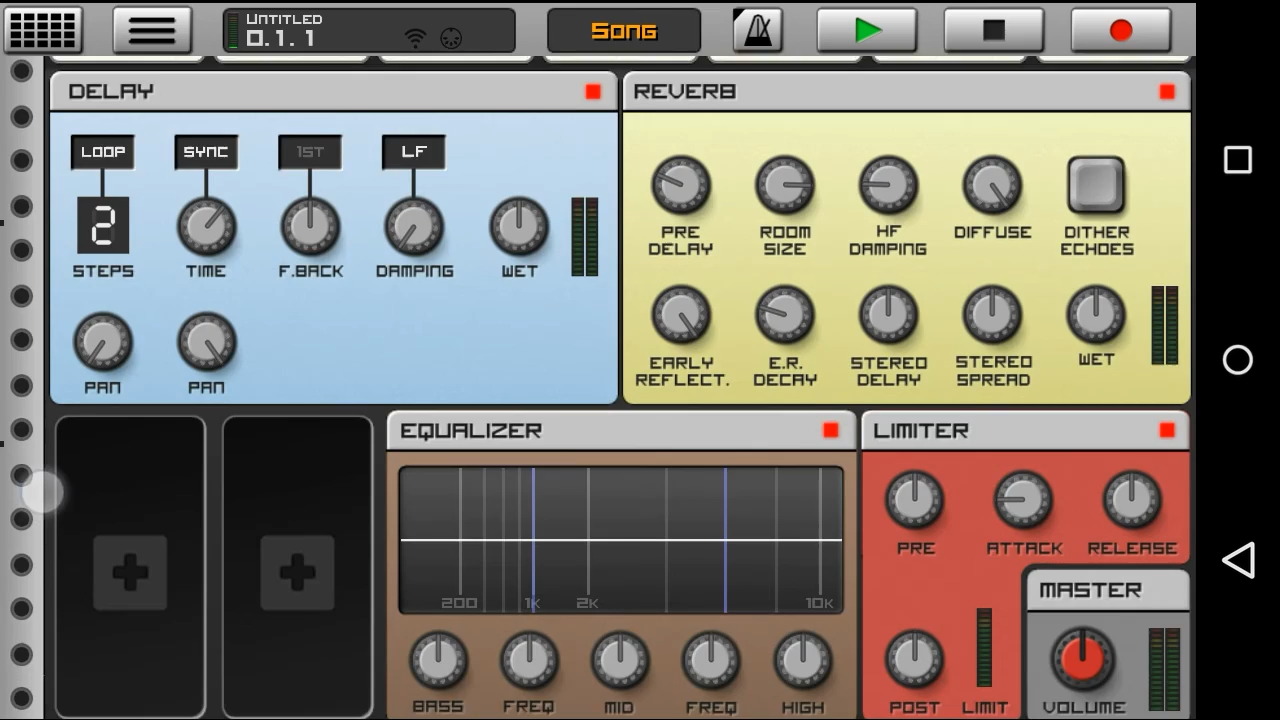 UNTITLED
0.1.1
SONG
DELAY
LOOP
SYNC
1ST
LF
2
STEPS
TIME
F.BACK
DAMPING
WET
PAN
PAN
REVERB
PRE
DELAY
ROOM
SIZE
HF
DAMPING
DIFFUSE
DITHER
ECHOES
EARLY
REFLECT.
E.R.
DECAY
STEREO
DELAY
STEREO
SPREAD
WET
EQUALIZER
200
1K
2K
10K
BASS
FREQ
MID
FREQ
HIGH
LIMITER
PRE
ATTACK
RELEASE
POST
LIMIT
MASTER
VOLUME